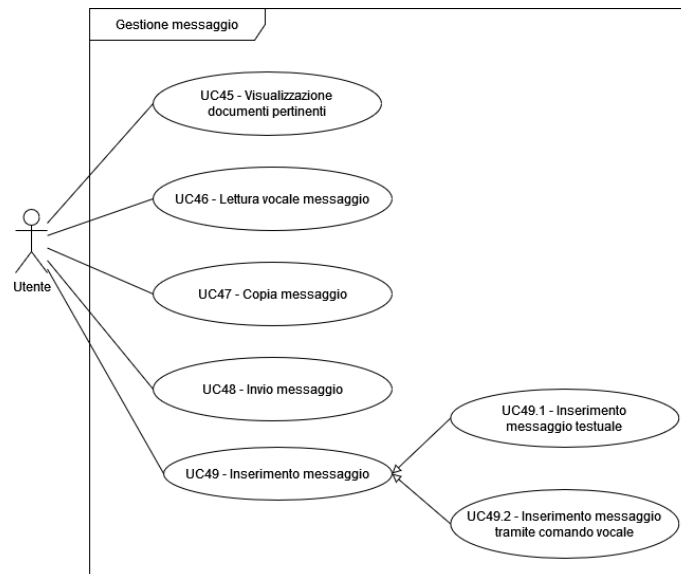 Gestione messaggio
UC45 - Visualizzazione
documenti pertinenti
UC46 - Lettura vocale messaggio
Utente
UC47 - Copia messaggio
UC48 - Invio messaggio
UC49 - Inserimento messaggio
UC49.1 - Inserimento
messaggio testuale
UC49.2 - Inserimento messaggio
tramite comando vocale